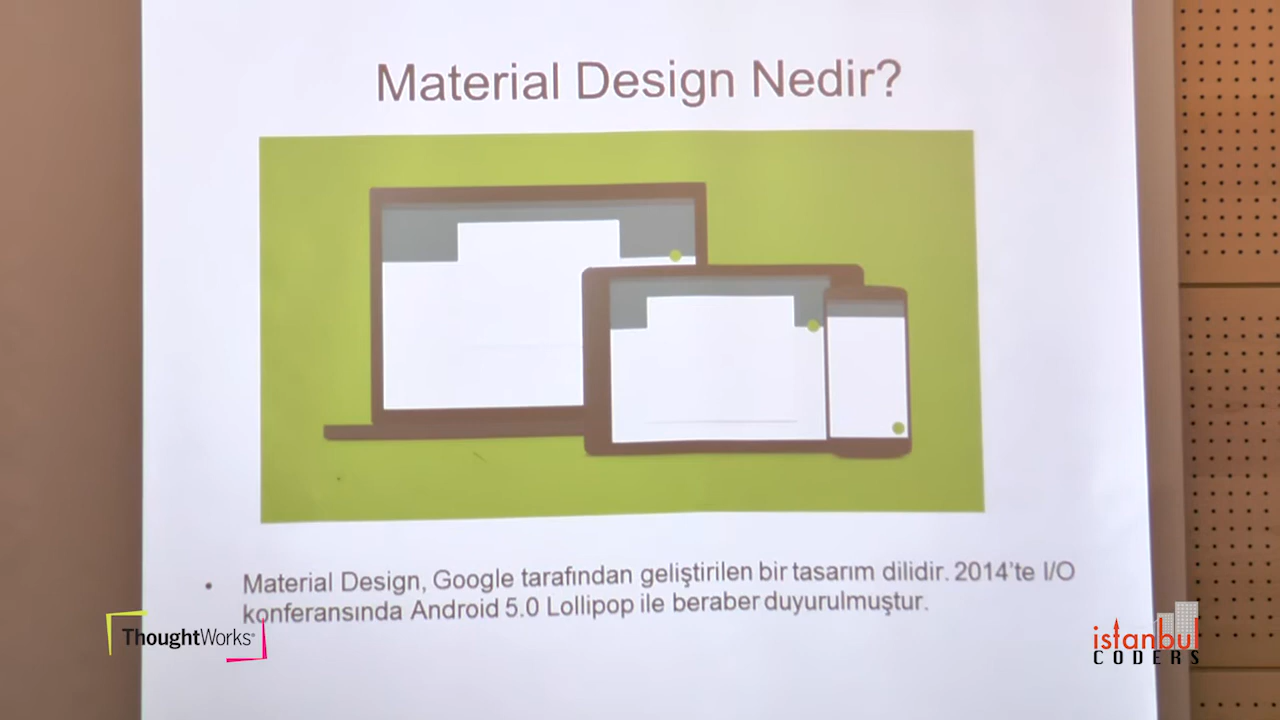 Material Design Nedir?
• Material Design, Google tarafından geliştirilen bir tasarım dilidir. 2014'te I/O
konferansında Android 5.0 Lollipop ile beraber duyurulmuştur.
ThoughtWorks®
istanbul
CODERS